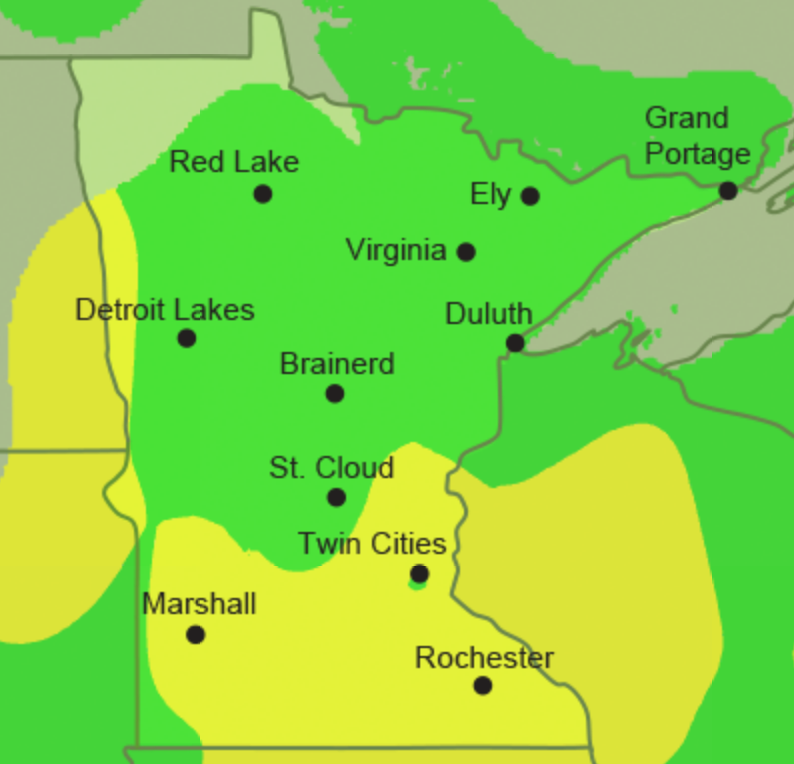 Grand
Portage
Red Lake
Ely
Virginia
Detroit Lakes
Duluth
Brainerd
St. Cloud
Twin Cities
Marshall
Rochester